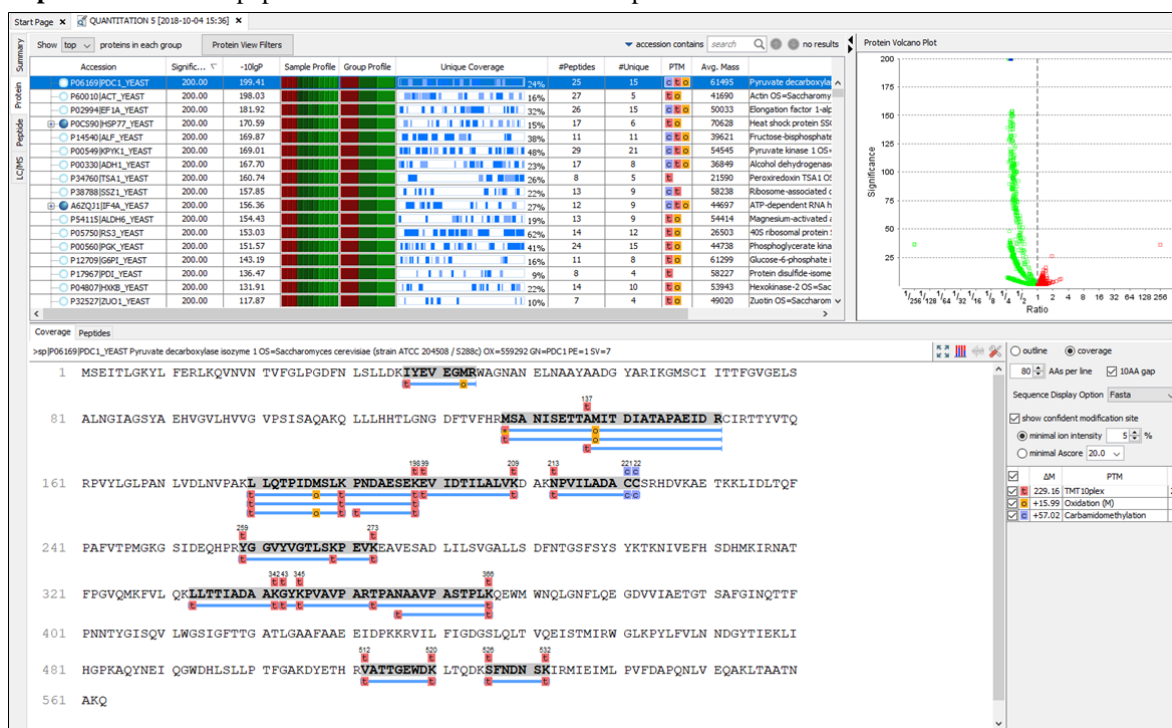 Start Page × QUANTITATION 5 [2018-10-04 15:36] ×
Summary
Protein
Peptide
LC/MS
Show top proteins in each group Protein View Filters accession contains search no results
Accession Signific... -10lgP Sample Profile Group Profile Unique Coverage #Peptides #Unique PTM Avg. Mass
P06169|PDC1_YEAST 200.00 199.41 24% 25 15 c t o 61495 Pyruvate decarboxyla
P60010|ACT_YEAST 200.00 198.03 16% 27 5 t o 41690 Actin OS=Saccharomy
P02994|EF1A_YEAST 200.00 181.92 32% 26 15 c t o 50033 Elongation factor 1-alp
P0CS90|HSP77_YEAST 200.00 170.59 15% 17 6 t o 70628 Heat shock protein SS
P14540|ALF_YEAST 200.00 169.87 38% 11 11 c t o 39621 Fructose-bisphosphate
P00549|KPYK1_YEAST 200.00 169.01 48% 29 21 c t o 54545 Pyruvate kinase 1 OS=
P00330|ADH1_YEAST 200.00 167.70 23% 17 8 c t o 36849 Alcohol dehydrogenas
P34760|TSA1_YEAST 200.00 160.74 26% 8 5 t 21590 Peroxiredoxin TSA1 OS
P38788|SSZ1_YEAST 200.00 157.85 22% 13 9 c t 58238 Ribosome-associated c
A6ZQJ1|IF4A_YEAS7 200.00 156.36 27% 12 9 c t o 44697 ATP-dependent RNA h
P54115|ALDH6_YEAST 200.00 154.43 19% 13 9 t o 54414 Magnesium-activated a
P05750|RS3_YEAST 200.00 153.03 62% 14 12 t o 26503 40S ribosomal protein
P00560|PGK_YEAST 200.00 151.57 41% 24 15 t o 44738 Phosphoglycerate kina
P12709|G6PI_YEAST 200.00 143.19 16% 11 8 t o 61299 Glucose-6-phosphate i
P17967|PDI_YEAST 200.00 136.47 9% 8 4 t 58227 Protein disulfide-isome
P04807|HXKB_YEAST 200.00 131.91 22% 14 10 t o 53943 Hexokinase-2 OS=Sac
P32527|ZUO1_YEAST 200.00 117.87 10% 7 4 t o 49020 Zuotin OS=Saccharom
Protein Volcano Plot
200
175
150
125
100
75
50
25
Significance
1/256 1/128 1/64 1/32 1/16 1/8 1/4 1/2 1 2 4 8 16 32 64 128 256
Ratio
Coverage Peptides
>sp|P06169|PDC1_YEAST Pyruvate decarboxylase isozyme 1 OS=Saccharomyces cerevisiae (strain ATCC 204508 / S288c) OX=559292 GN=PDC1 PE=1 SV=7
1 MSEITLGKYL FERLKQVNVN TVFGLPGDFN LSLLDKIYEV EGMRWAGNAN ELNAAYAADG YARIKGMSCI ITTFGVGELS
t o
137
t
81 ALNGIAGSYA EHVGVLHVVG VPSISAQAKQ LLLHHTLGNG DFTVFHRMSA NISETTAMIT DIATAPAEID RCIRTTYVTQ
o
t o
t
198 199 209 213 221 222
t t t t c c
161 RPVYLGLPAN LVDLNVPAKL LQTPIDMSLK PNDAESEKEV IDTILALVKD AKNPVILADA CCSRHDVKAE TKKLIDLTQF
t o t t t t t c c
t t t
t o t t t
259 273
t t
241 PAFVTPMGKG SIDEQHPRYG GVYVGTLSKP EVKEAVESAD LILSVGALLS DFNTGSFSYS YKTKNIVEFH SDHMKIRNAT
t t t
342 343 345 366
t t t t
321 FPGVQMKFVL QKLLTTIADA AKGYKPVAVP ARTPANAAVP ASTPLKQEWM WNQLGNFLQE GDVVIAETGT SAFGINQTTF
t t t t t t
t t
401 PNNTYGISQV LWGSIGFTTG ATLGAAFAAE EIDPKKRVIL FIGDGSLQLT VQEISTMIRW GLKPYLFVLN NDGYTIEKLI
512 520 526 532
t t t t
481 HGPKAQYNEI QGWDHLSLLP TFGAKDYETH RVATTGEWDK LTQDKSFNDN SKIRMIEIML PVFDAPQNLV EQAKLTAATN
t t t t
561 AKQ
outline coverage
80 AAs per line 10AA gap
Sequence Display Option Fasta
show confident modification site
minimal ion intensity 5 %
minimal Ascore 20.0
ΔM PTM
t 229.16 TMT10plex
o +15.99 Oxidation (M)
c +57.02 Carbamidomethylation